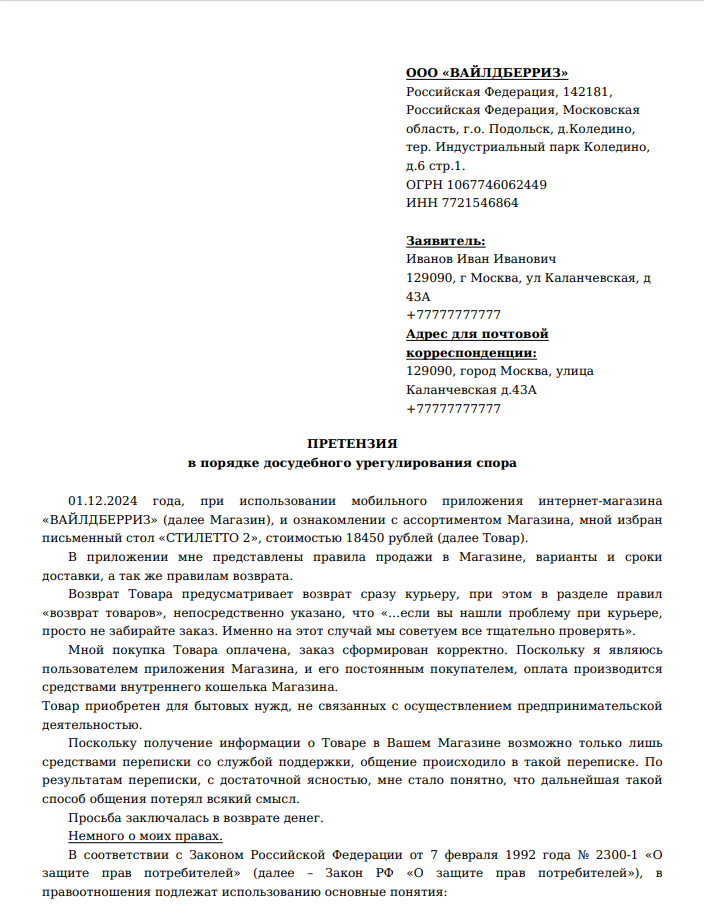 ООО «ВАЙЛДБЕРРИЗ»
Российская Федерация, 142181,
Российская Федерация, Московская
область, г.о. Подольск, д.Коледино,
тер. Индустриальный парк Коледино,
д.6 стр.1.
ОГРН 1067746062449
ИНН 7721546864
Заявитель:
Иванов Иван Иванович
129090, г Москва, ул Каланчевская, д
43А
+77777777777
Адрес для почтовой
корреспонденции:
129090, город Москва, улица
Каланчевская д.43А
+77777777777
ПРЕТЕНЗИЯ
в порядке досудебного урегулирования спора
01.12.2024 года, при использовании мобильного приложения интернет-магазина
«ВАЙЛДБЕРРИЗ» (далее Магазин), и ознакомлении с ассортиментом Магазина, мной избран
письменный стол «СТИЛЕТТО 2», стоимостью 18450 рублей (далее Товар).
В приложении мне представлены правила продажи в Магазине, варианты и сроки
доставки, а так же правилам возврата.
Возврат Товара предусматривает возврат сразу курьеру, при этом в разделе правил
«возврат товаров», непосредственно указано, что «…если вы нашли проблему при курьере,
просто не забирайте заказ. Именно на этот случай мы советуем все тщательно проверять».
Мной покупка Товара оплачена, заказ сформирован корректно. Поскольку я являюсь
пользователем приложения Магазина, и его постоянным покупателем, оплата производится
средствами внутреннего кошелька Магазина.
Товар приобретен для бытовых нужд, не связанных с осуществлением предпринимательской
деятельностью.
Поскольку получение информации о Товаре в Вашем Магазине возможно только лишь
средствами переписки со службой поддержки, общение происходило в такой переписке. По
результатам переписки, с достаточной ясностью, мне стало понятно, что дальнейшая такой
способ общения потерял всякий смысл.
Просьба заключалась в возврате денег.
Немного о моих правах.
В соответствии с Законом Российской Федерации от 7 февраля 1992 года № 2300-1 «О
защите прав потребителей» (далее – Закон РФ «О защите прав потребителей»), в
правоотношения подлежат использованию основные понятия: